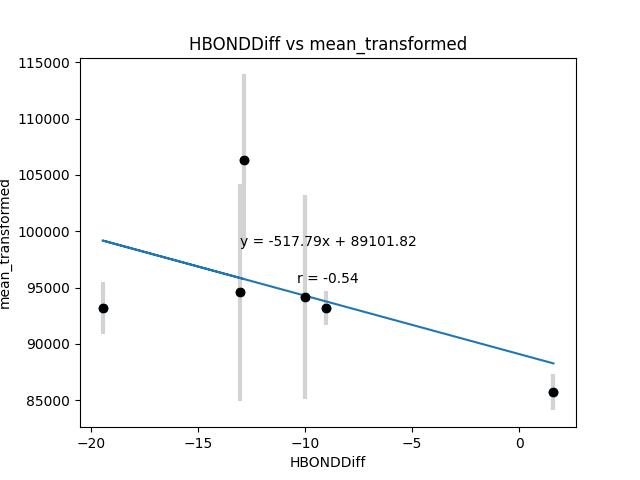 HBONDDiff vs mean_transformed
115000
110000
105000
100000
95000
90000
85000
mean_transformed
y = -517.79x + 89101.82
r = -0.54
−20
−15
−10
−5
0
HBONDDiff